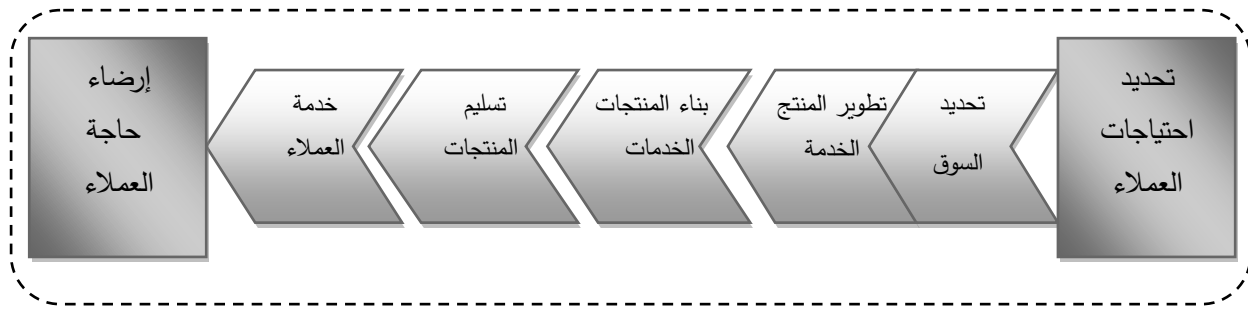 تحديد
احتياجات
العملاء
تحديد
السوق
تطوير المنتج
الخدمة
بناء المنتجات
الخدمات
تسليم
المنتجات
خدمة
العملاء
إرضاء
حاجة
العملاء